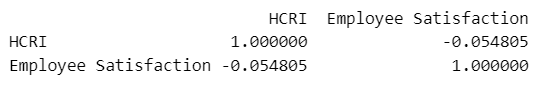 HCRI Employee Satisfaction
HCRI 1.000000 -0.054805
Employee Satisfaction -0.054805 1.000000